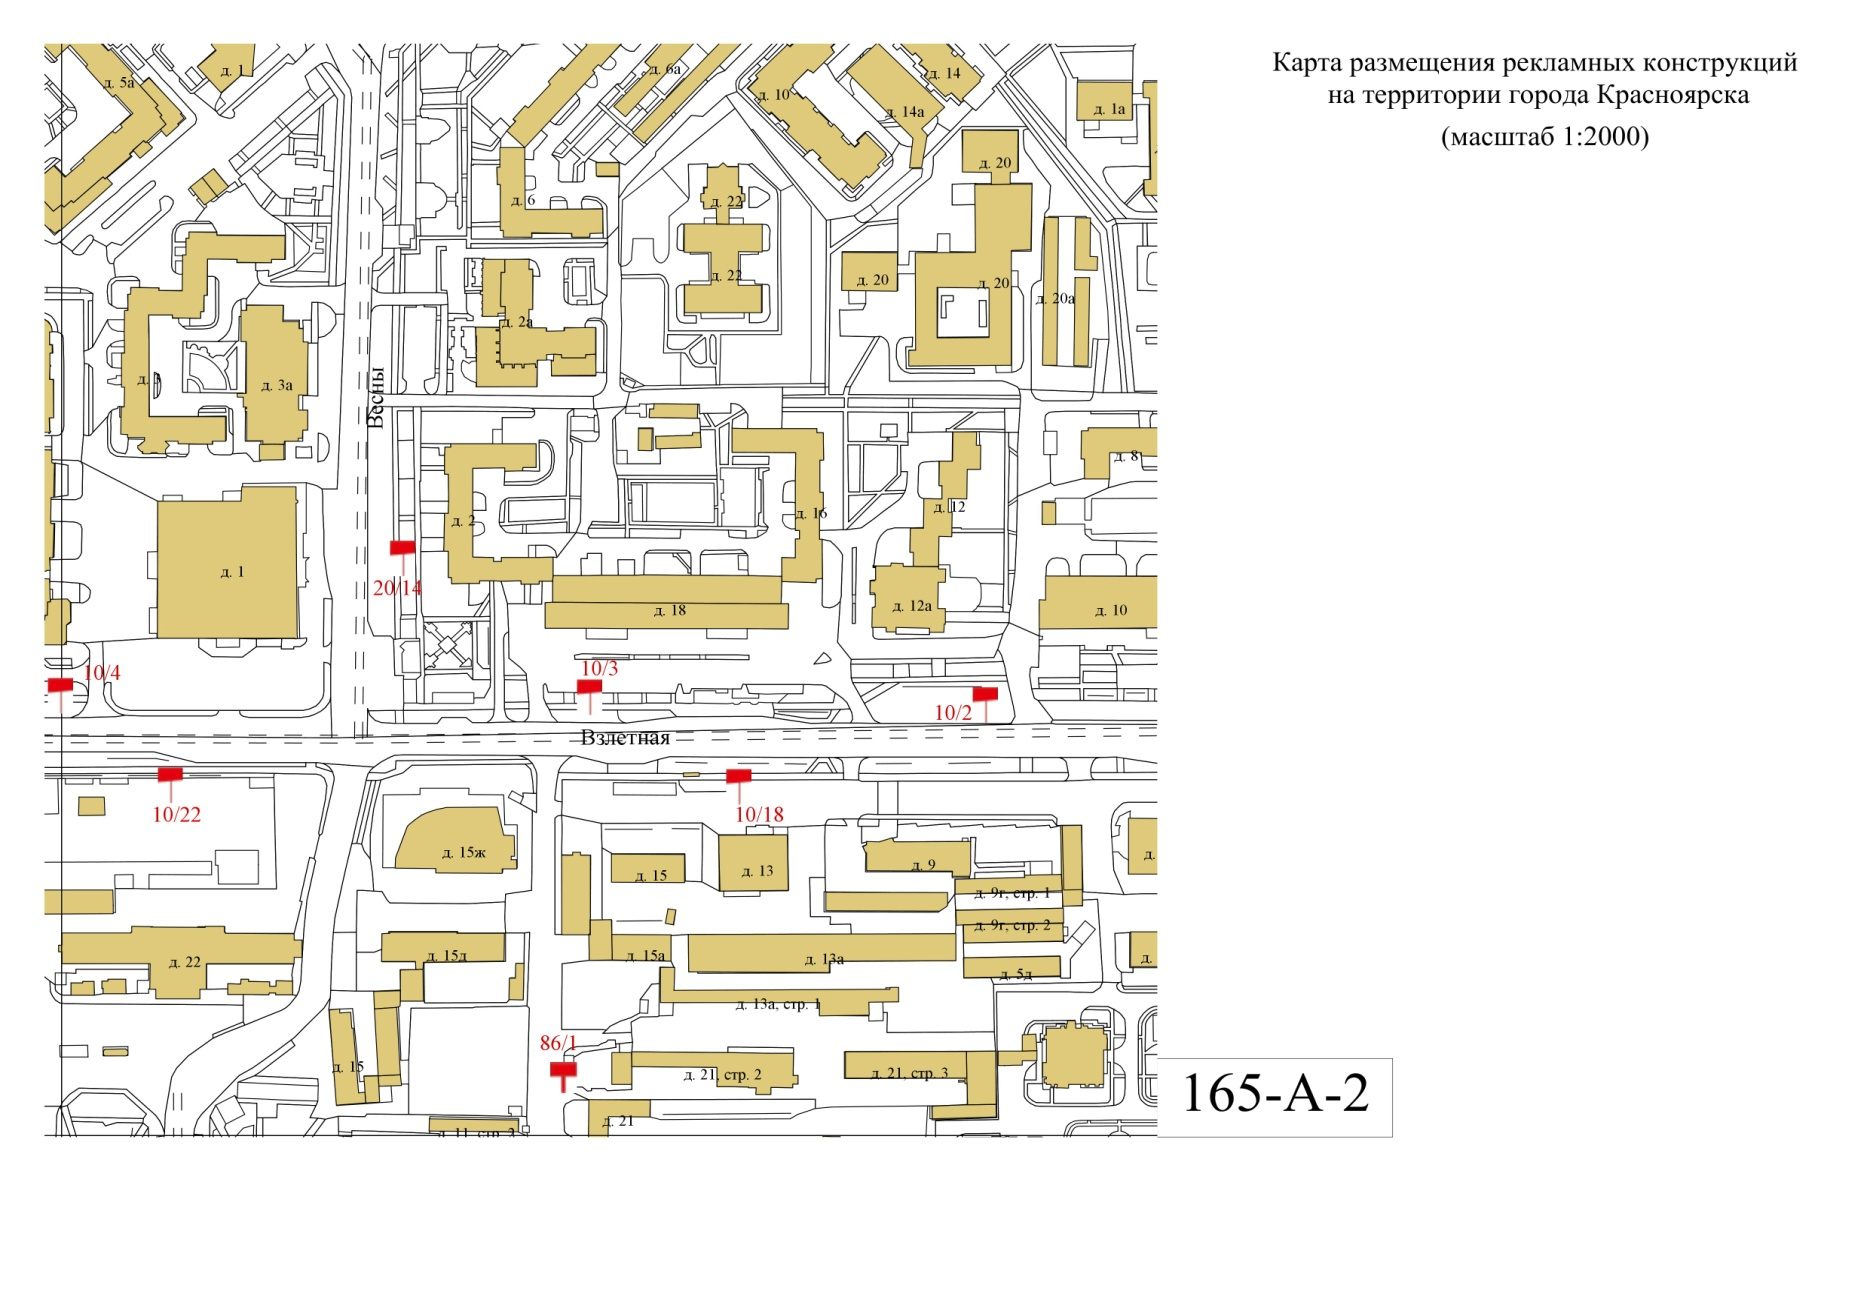 Карта размещения рекламных конструкций
на территории города Красноярска
(масштаб 1:2000)
д. 5а
д. 1
д. 6а
д. 10
д. 14
д. 14а
д. 1а
д. 20
д. 6
д. 22
д. 22
д. 20
д. 20
д. 20а
д. 2а
д. 3а
Весны
д. 8
д. 2
д. 16
д. 12
д. 1
20/14
д. 18
д. 12а
д. 10
10/4
10/3
10/2
Взлетная
10/22
10/18
д. 15ж
д. 15
д. 13
д. 9
д.
д. 9г, стр. 1
д. 9г, стр. 2
д. 22
д. 15д
д. 15а
д. 13а
д. 5д
д.
д. 13а, стр. 1
86/1
д. 15
д. 21, стр. 2
д. 21, стр. 3
165-А-2
д. 21
д. 11, стр. 3